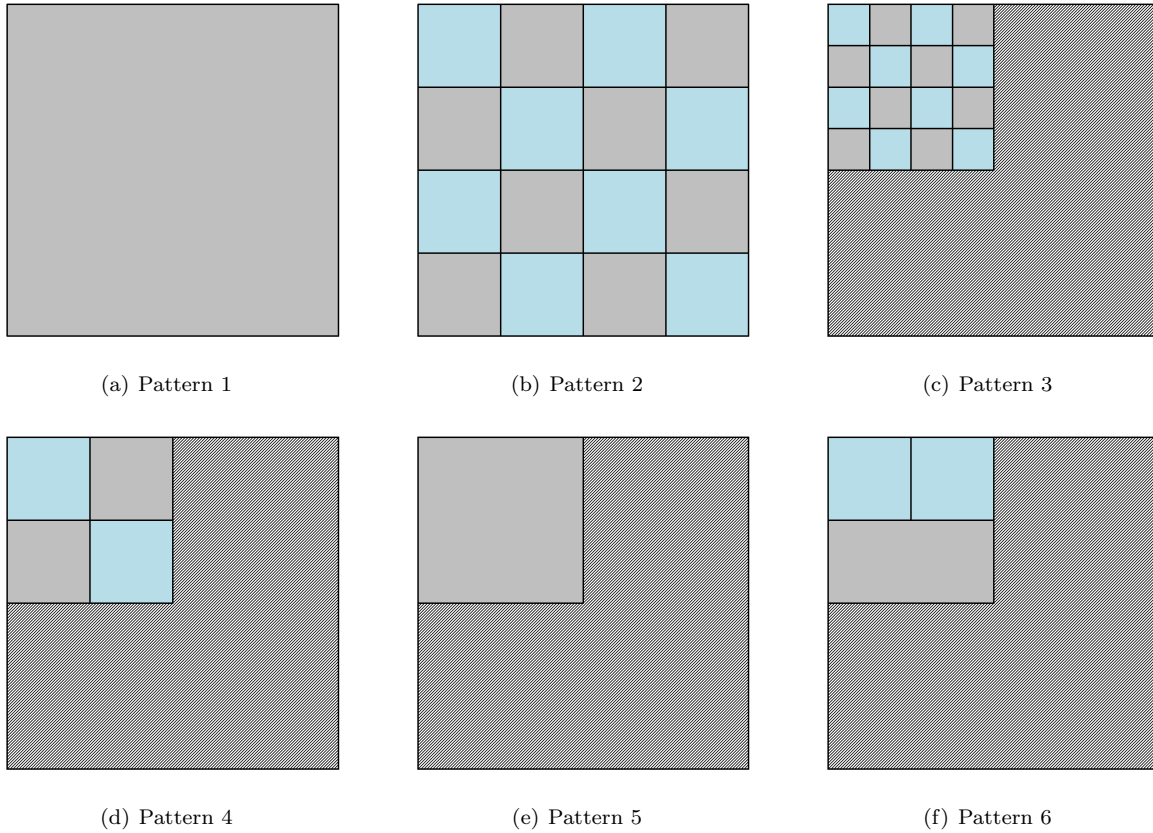 (a) Pattern 1
(b) Pattern 2
(c) Pattern 3
(d) Pattern 4
(e) Pattern 5
(f) Pattern 6